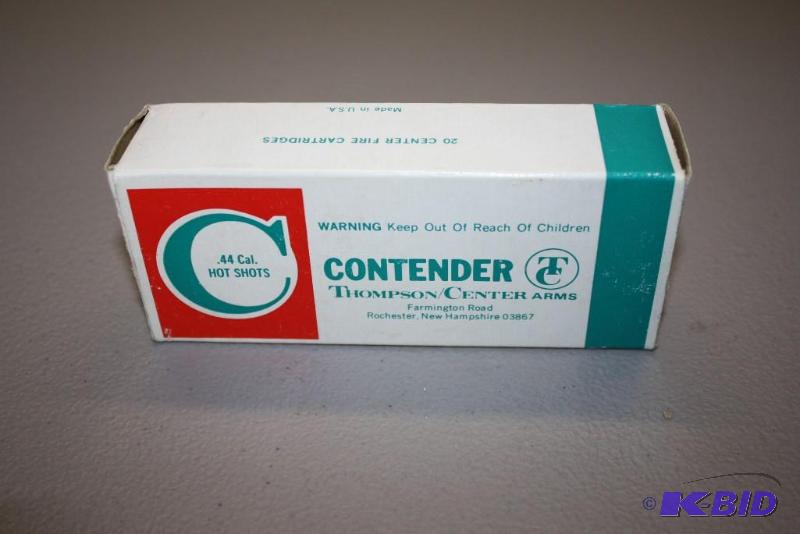 Made in U.S.A.
20 CENTER FIRE CARTRIDGES
C
.44 Cal.
HOT SHOTS
WARNING Keep Out Of Reach Of Children
CONTENDER TC
THOMPSON/CENTER ARMS
Farmington Road
Rochester, New Hampshire 03867
© K-BID